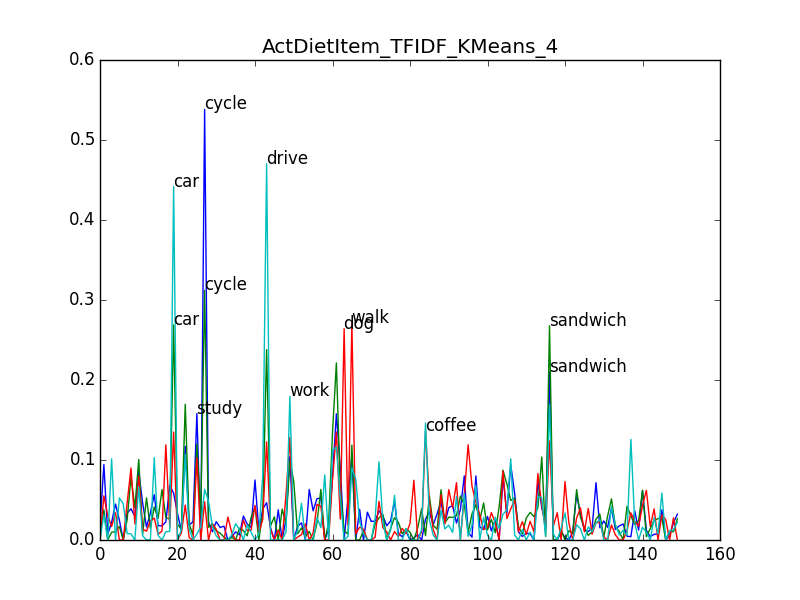 ActDietItem_TFIDF_KMeans_4
0.6
cycle
0.5
drive
car
0.4
cycle
0.3
car
walk
dog
sandwich
sandwich
0.2
work
study
coffee
0.1
0.0
0 20 40 60 80 100 120 140 160